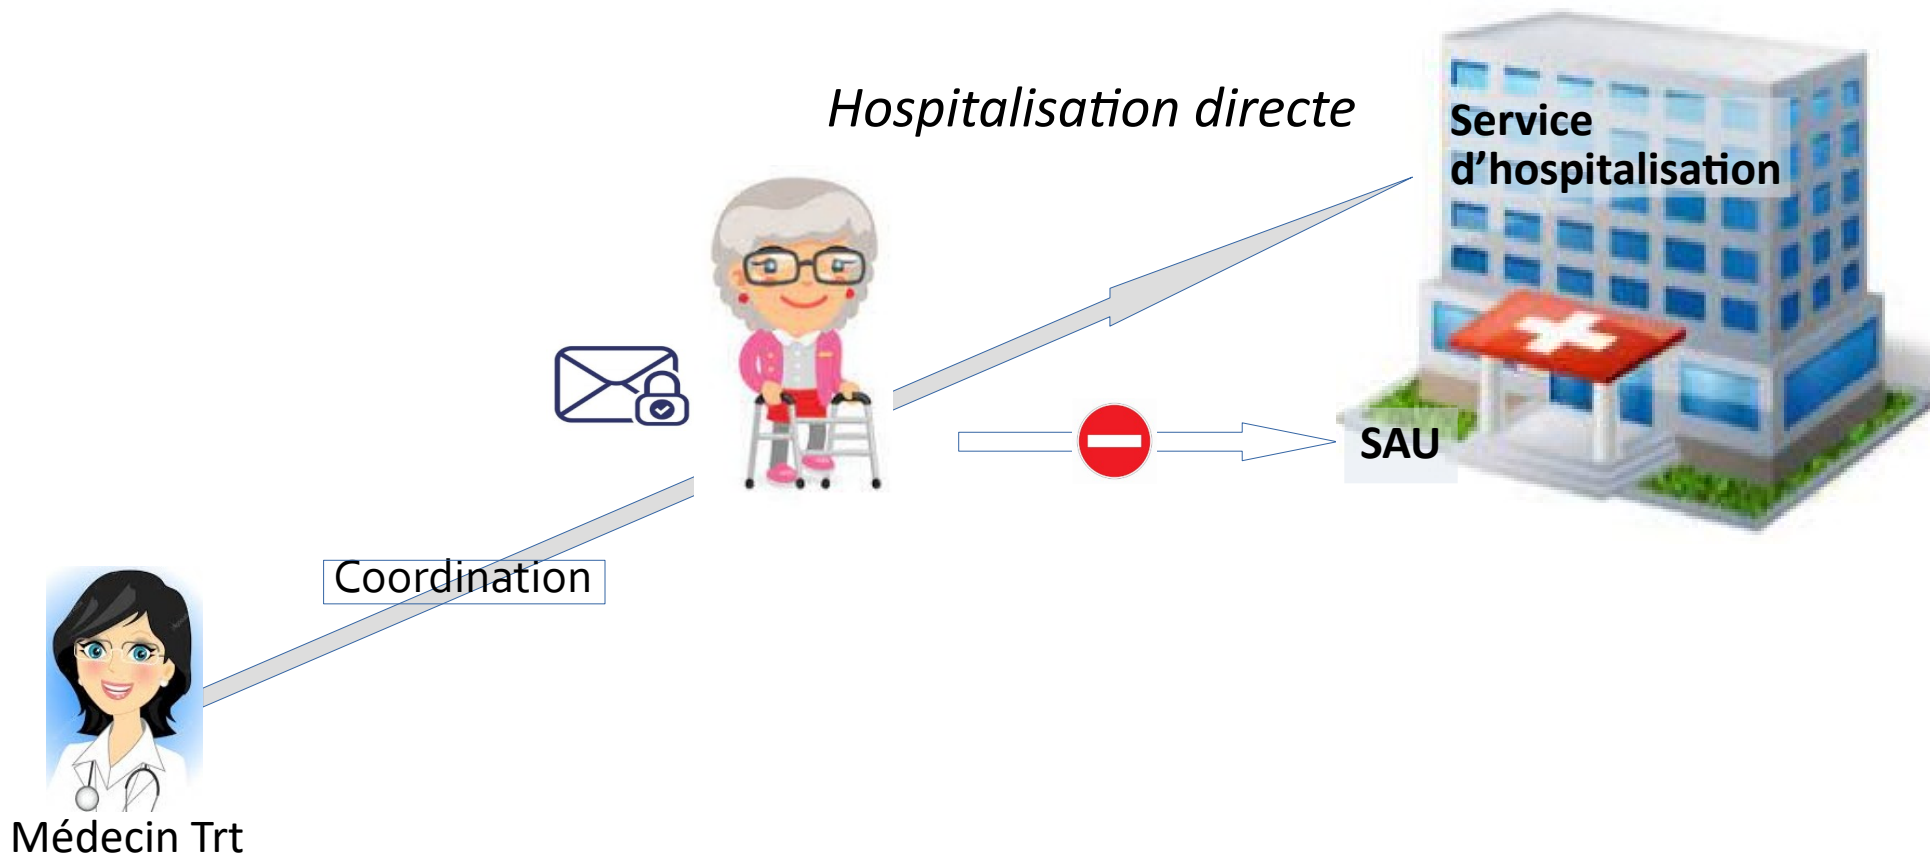 Hospitalisation directe
Service
d’hospitalisation
SAU
Coordination
Médecin Trt